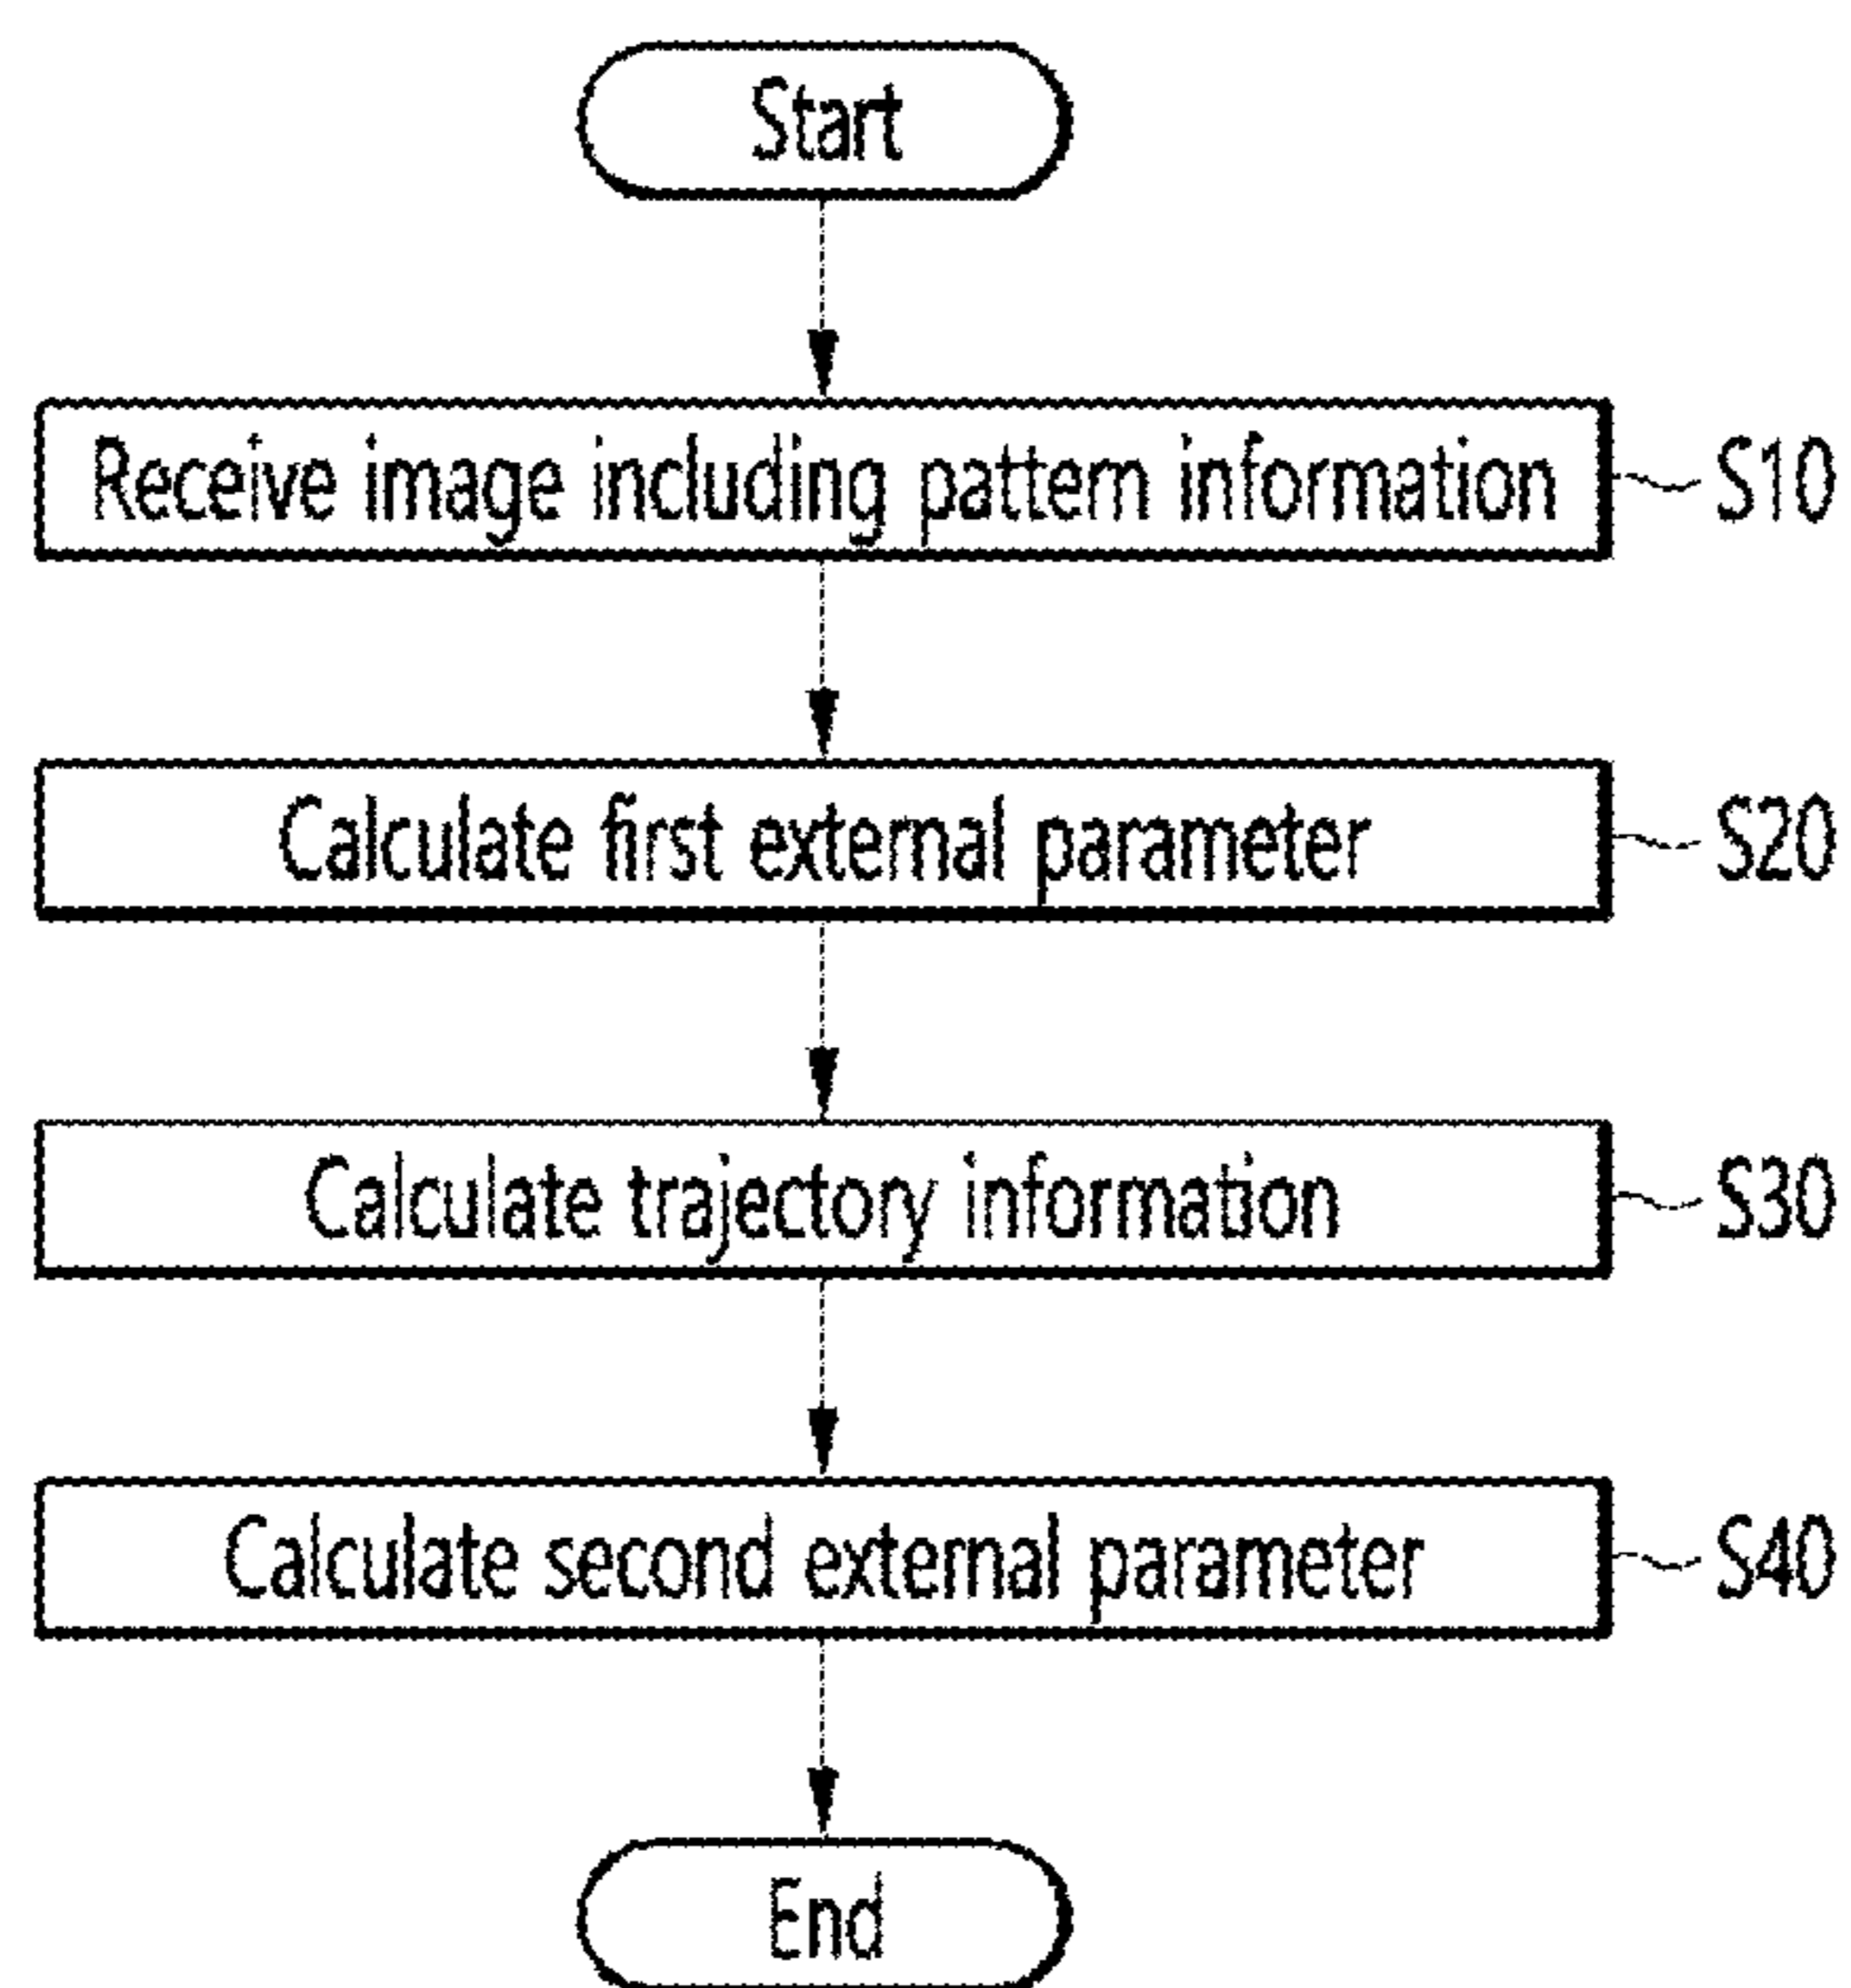 Start
Receive image including pattern information S10
Calculate first external parameter S20
Calculate trajectory information S30
Calculate second external parameter S40
End